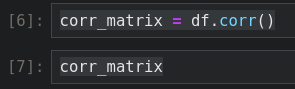 [6]: corr_matrix = df.corr()
[7]: corr_matrix